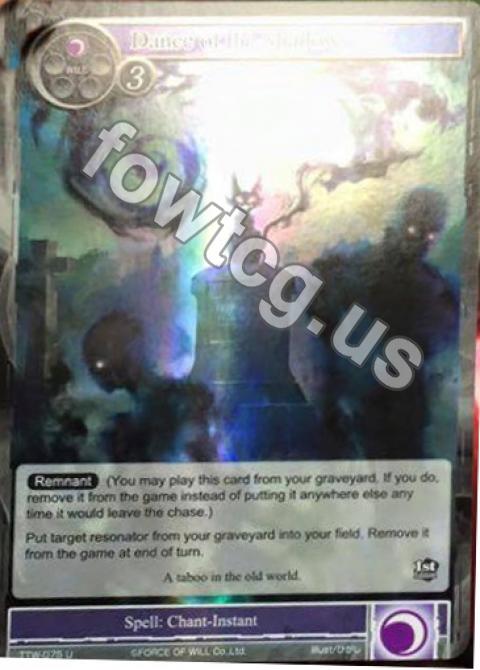 Dance of the Shadows
WILL
3
fowtcg.us
Remnant (You may play this card from your graveyard. If you do,
remove it from the game instead of putting it anywhere else any
time it would leave the chase.)
Put target resonator from your graveyard into your field. Remove it
from the game at end of turn.
A taboo in the old world.
1st
Spell: Chant-Instant
TTW-075 U ©FORCE OF WILL Co.,Ltd.